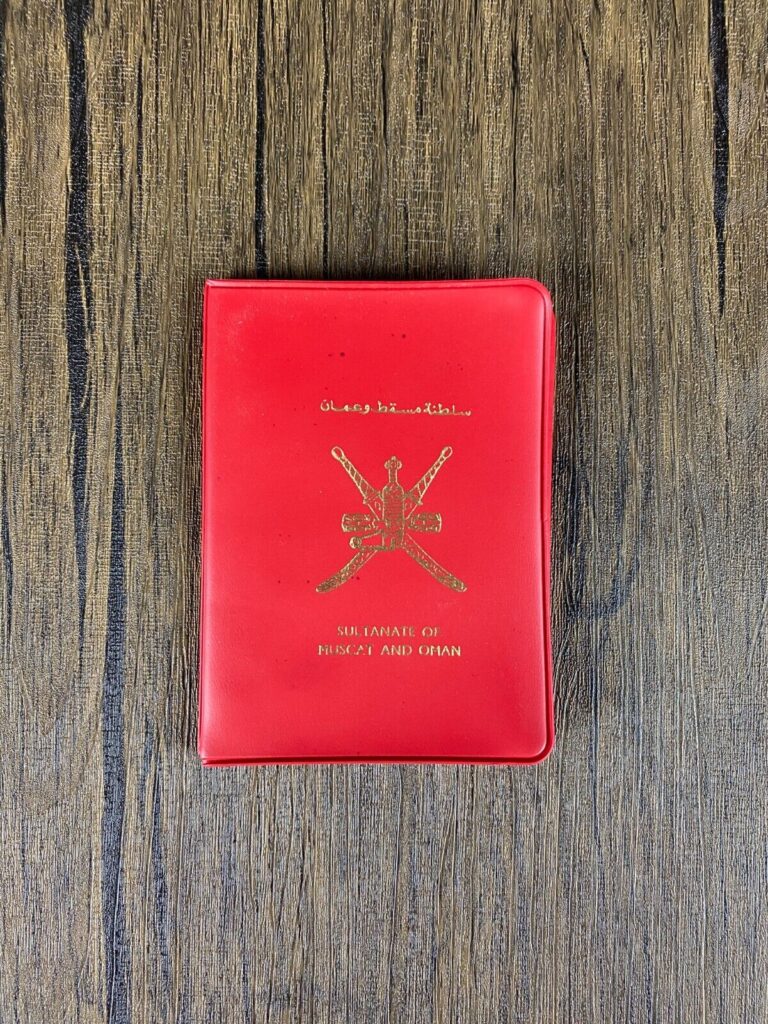 سلطنة مسقط وعمان
SULTANATE OF
MUSCAT AND OMAN